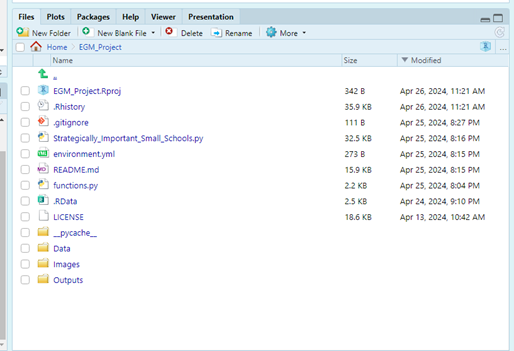 Files Plots Packages Help Viewer Presentation
New Folder New Blank File Delete Rename More
Home EGM_Project ...
Name Size Modified
..
EGM_Project.Rproj 342 B Apr 26, 2024, 11:21 AM
.Rhistory 35.9 KB Apr 26, 2024, 11:21 AM
.gitignore 111 B Apr 25, 2024, 8:27 PM
Strategically_Important_Small_Schools.py 32.5 KB Apr 25, 2024, 8:16 PM
environment.yml 273 B Apr 25, 2024, 8:15 PM
README.md 15.9 KB Apr 25, 2024, 8:15 PM
functions.py 2.2 KB Apr 25, 2024, 8:04 PM
.RData 2.5 KB Apr 24, 2024, 9:10 PM
LICENSE 18.6 KB Apr 13, 2024, 10:42 AM
__pycache__
Data
Images
Outputs